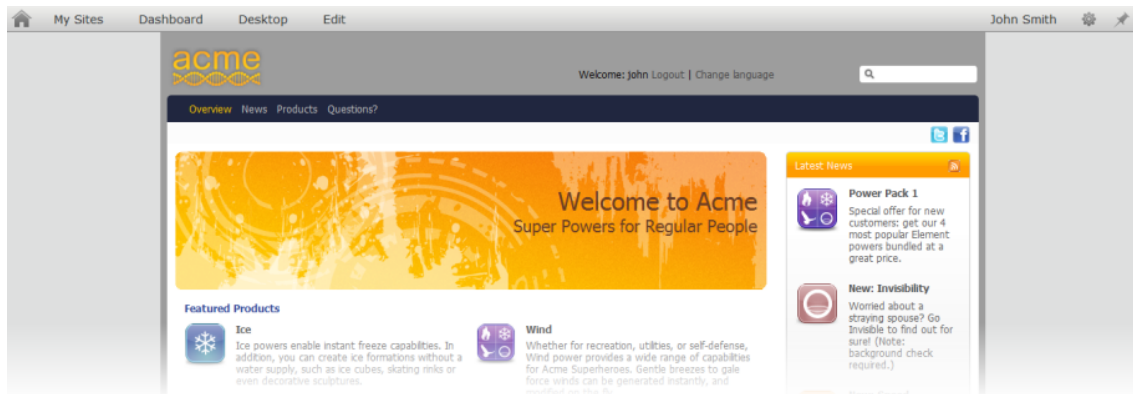 My Sites Dashboard Desktop Edit John Smith
acme
Welcome: john Logout | Change language
Overview News Products Questions?
Welcome to Acme
Super Powers for Regular People
Featured Products
Ice
Ice powers enable instant freeze capabilities. In
addition, you can create ice formations without a
water supply, such as ice cubes, skating rinks or
even decorative sculptures.
Wind
Whether for recreation, utilities, or self-defense,
Wind power provides a wide range of capabilities
for Acme Superheroes. Gentle breezes to gale
force winds can be generated instantly, and
Latest News
Power Pack 1
Special offer for new
customers: get our 4
most popular Element
powers bundled at a
great price.
New: Invisibility
Worried about a
straying spouse? Go
Invisible to find out for
sure! (Note:
background check
required.)